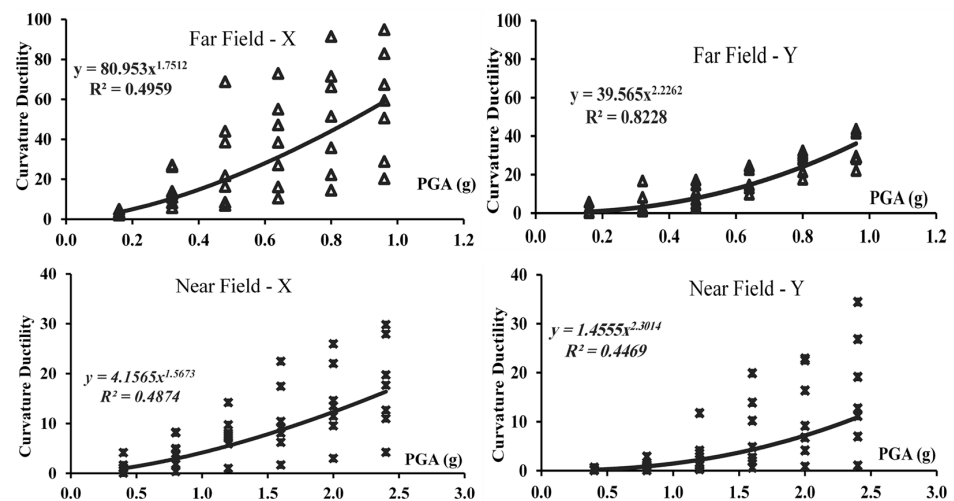 Far Field - X
y = 80.953x^1.7512
R² = 0.4959
Curvature Ductility
PGA (g)
100
80
60
40
20
0
0.0 0.2 0.4 0.6 0.8 1.0 1.2
Far Field - Y
y = 39.565x^2.2262
R² = 0.8228
Curvature Ductility
PGA (g)
100
80
60
40
20
0
0.0 0.2 0.4 0.6 0.8 1.0 1.2
Near Field - X
y = 4.1565x^1.5673
R² = 0.4874
Curvature Ductility
PGA (g)
40
30
20
10
0
0.0 0.5 1.0 1.5 2.0 2.5 3.0
Near Field - Y
y = 1.4555x^2.3014
R² = 0.4469
Curvature Ductility
PGA (g)
40
30
20
10
0
0.0 0.5 1.0 1.5 2.0 2.5 3.0